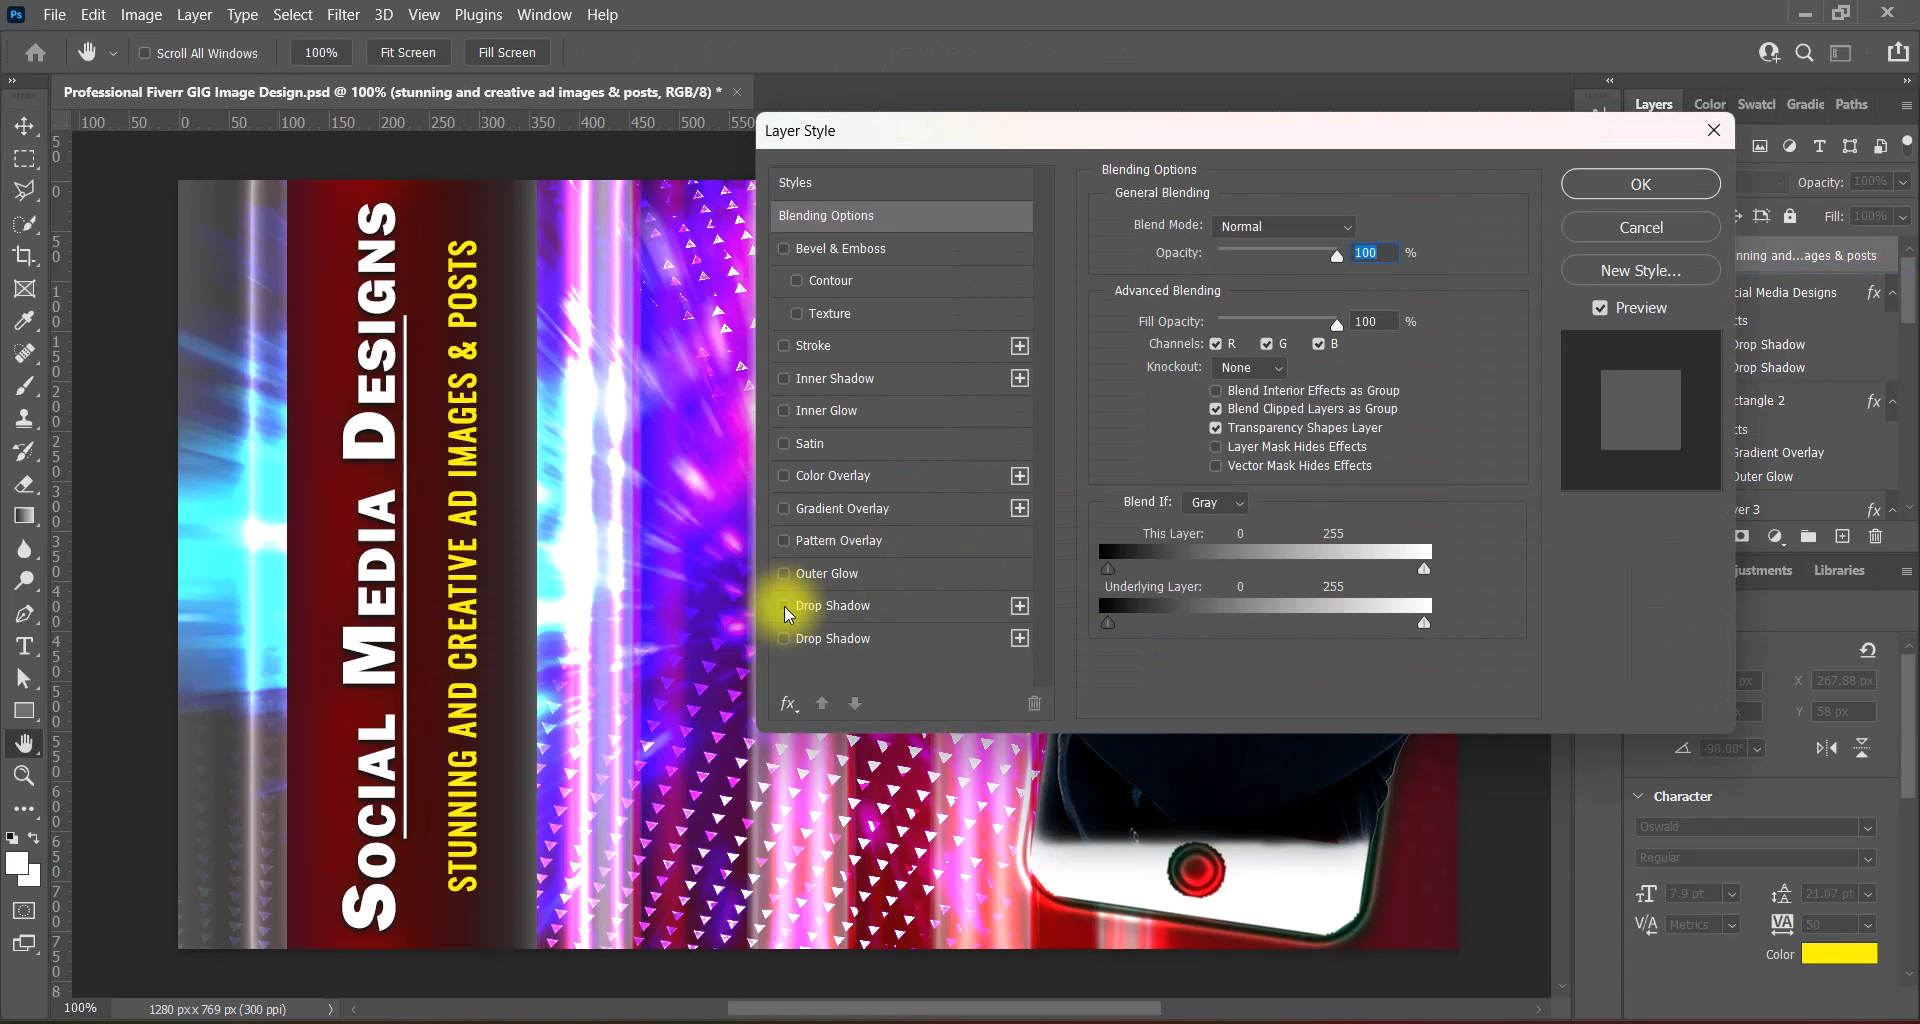 Ps File Edit Image Layer Type Select Filter 3D View Plugins Window Help
Scroll All Windows 100% Fit Screen Fill Screen
Professional Fiverr GIG Image Design.psd @ 100% (stunning and creative ad images & posts, RGB/8) *
100 50 0 50 100 150 200 250 300 350 400 450 500 550
SOCIAL MEDIA DESIGNS
STUNNING AND CREATIVE AD IMAGES & POSTS
Layer Style
Styles
Blending Options
Bevel & Emboss
Contour
Texture
Stroke
Inner Shadow
Inner Glow
Satin
Color Overlay
Gradient Overlay
Pattern Overlay
Outer Glow
Drop Shadow
Drop Shadow
fx
Blending Options
General Blending
Blend Mode: Normal
Opacity: 100 %
Advanced Blending
Fill Opacity: 100 %
Channels: R G B
Knockout: None
Blend Interior Effects as Group
Blend Clipped Layers as Group
Transparency Shapes Layer
Layer Mask Hides Effects
Vector Mask Hides Effects
Blend If: Gray
This Layer: 0 255
Underlying Layer: 0 255
OK
Cancel
New Style...
Preview
Layers Color Swatcl Gradie Paths
Opacity: 100%
Fill: 100%
nning and...ages & posts
cial Media Designs fx
cts
Drop Shadow
Drop Shadow
ctangle 2 fx
cts
Gradient Overlay
Outer Glow
yer 3 fx
justments Libraries
px X 267.88 px
x Y 58 px
-90.00°
Character
Oswald
Regular
7.9 pt 21.07 pt
Metrics 50
Color
100% 1280 px x 769 px (300 ppi)